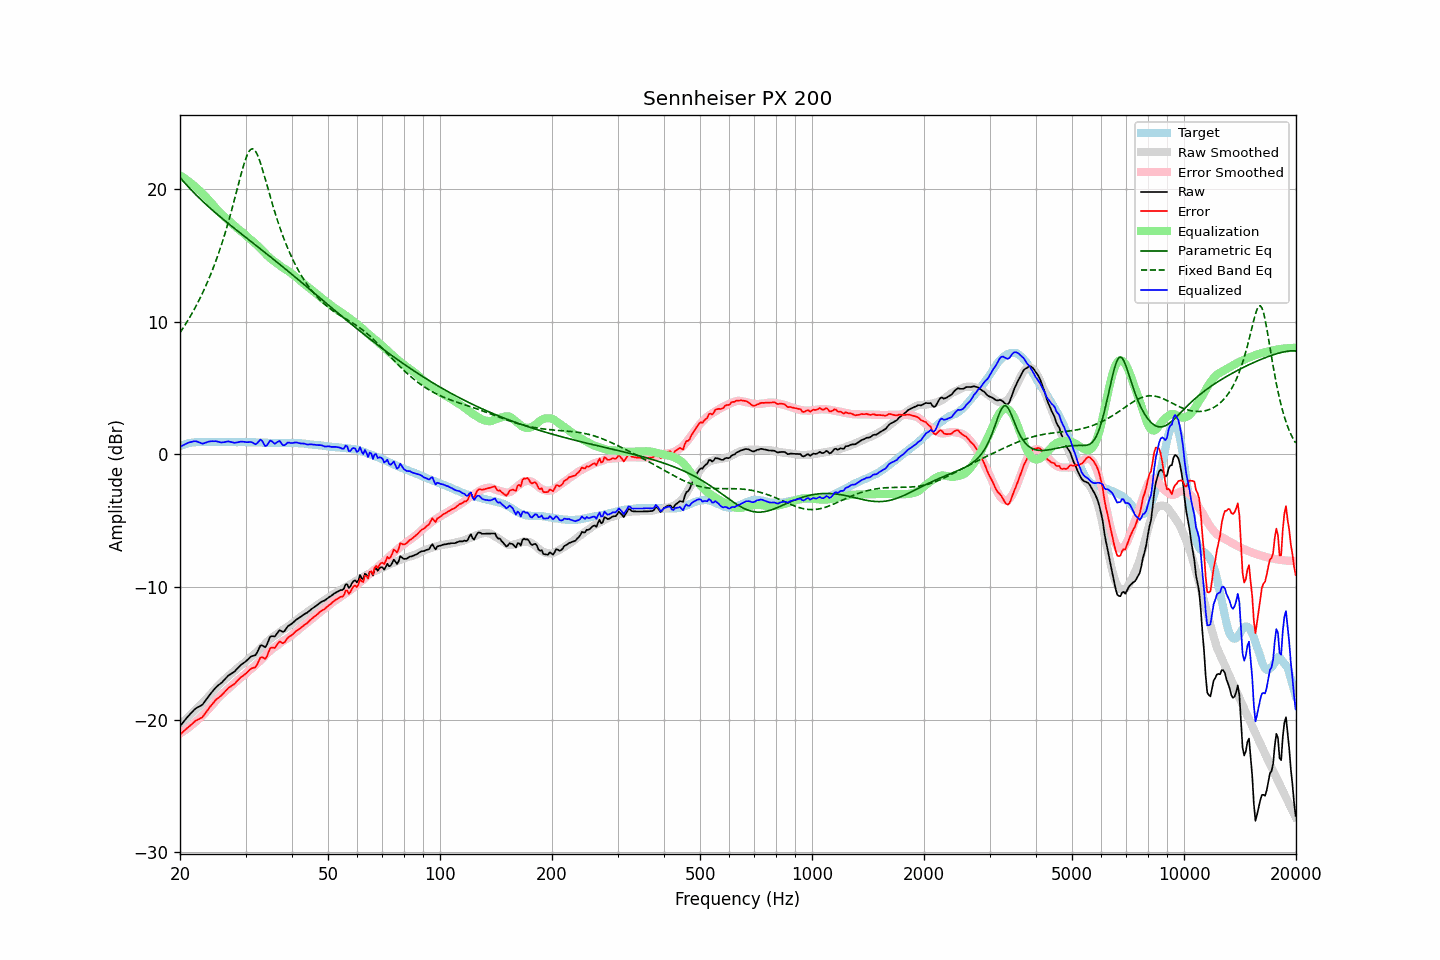 Sennheiser PX 200
Target
Raw Smoothed
Error Smoothed
Raw
Error
Equalization
Parametric Eq
Fixed Band Eq
Equalized
20
10
0
−10
−20
−30
Amplitude (dBr)
20
50
100
200
500
1000
2000
5000
10000
20000
Frequency (Hz)